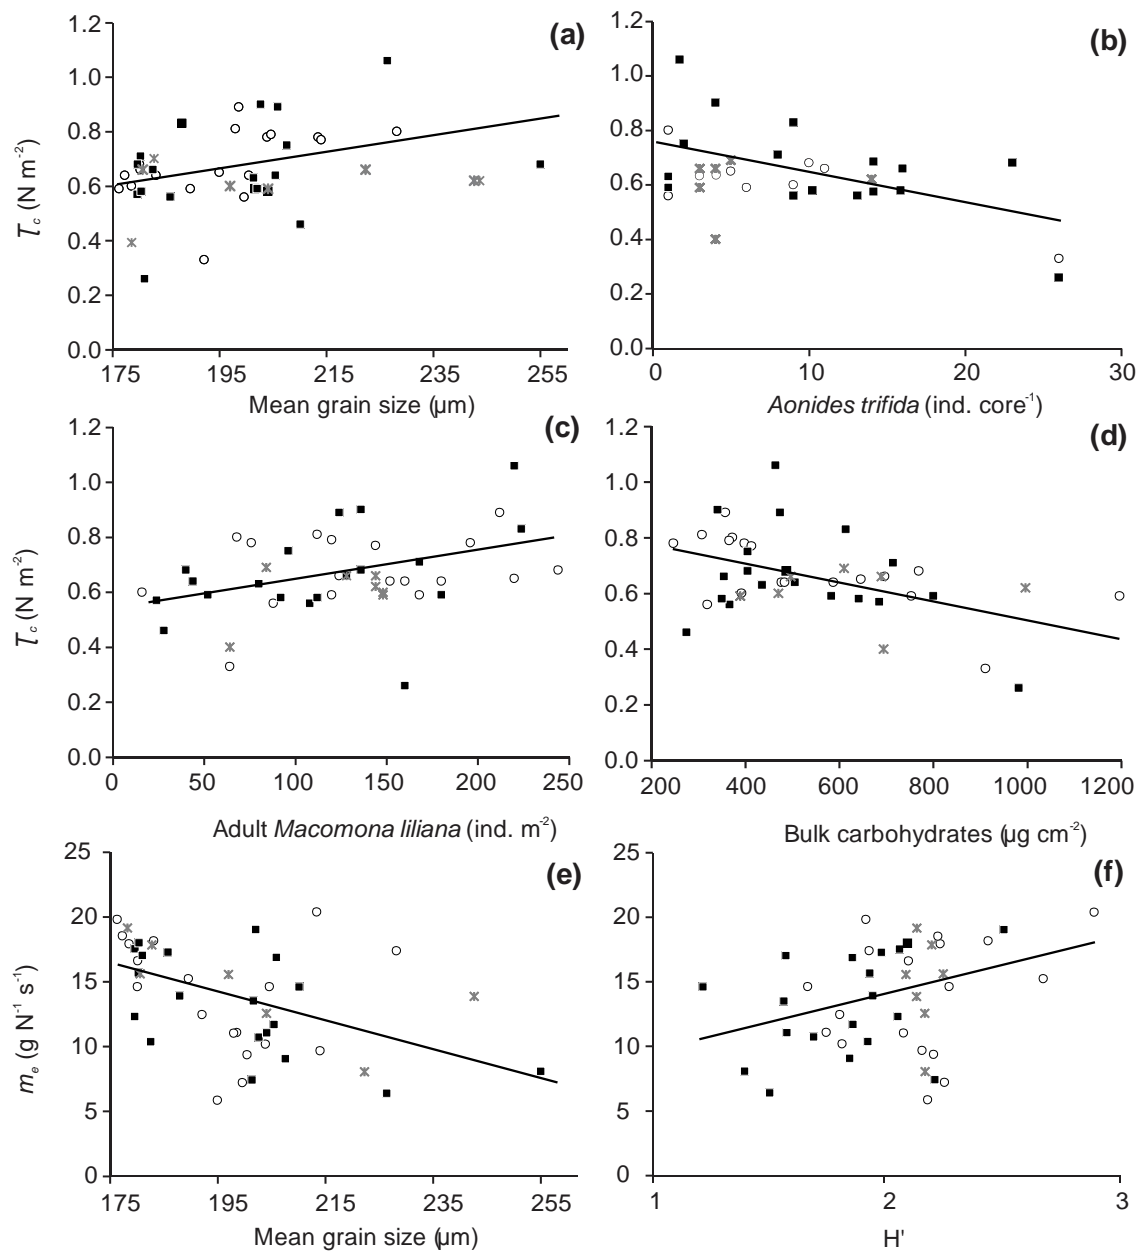 (a)
1.2
1.0
0.8
0.6
0.4
0.2
0.0
τc (N m-2)
175 195 215 235 255
Mean grain size (µm)
(b)
1.2
1.0
0.8
0.6
0.4
0.2
0.0
0 10 20 30
Aonides trifida (ind. core-1)
(c)
1.2
1.0
0.8
0.6
0.4
0.2
0.0
τc (N m-2)
0 50 100 150 200 250
Adult Macomona liliana (ind. m-2)
(d)
1.2
1.0
0.8
0.6
0.4
0.2
0.0
200 400 600 800 1000 1200
Bulk carbohydrates (µg cm-2)
(e)
25
20
15
10
5
0
me (g N-1 s-1)
175 195 215 235 255
Mean grain size (µm)
(f)
25
20
15
10
5
0
1 2 3
H'